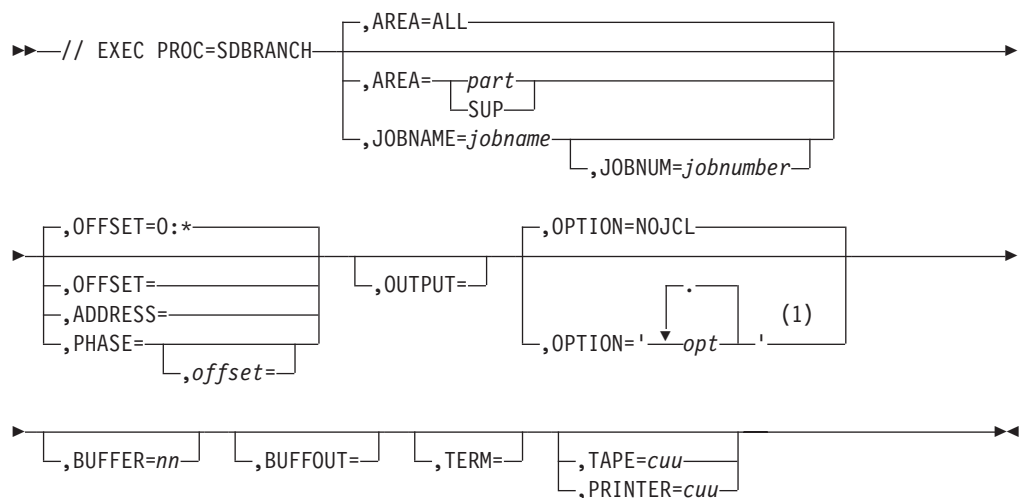 ,AREA=ALL
// EXEC PROC=SDBRANCH
,AREA= part
SUP
,JOBNAME=jobname
,JOBNUM=jobnumber
,OFFSET=0:* ,OPTION=NOJCL
,OFFSET= ,OUTPUT= .
,ADDRESS= (1)
,PHASE= ,OPTION=' opt '
,offset=
,BUFFER=nn ,BUFFOUT= ,TERM= ,TAPE=cuu
,PRINTER=cuu